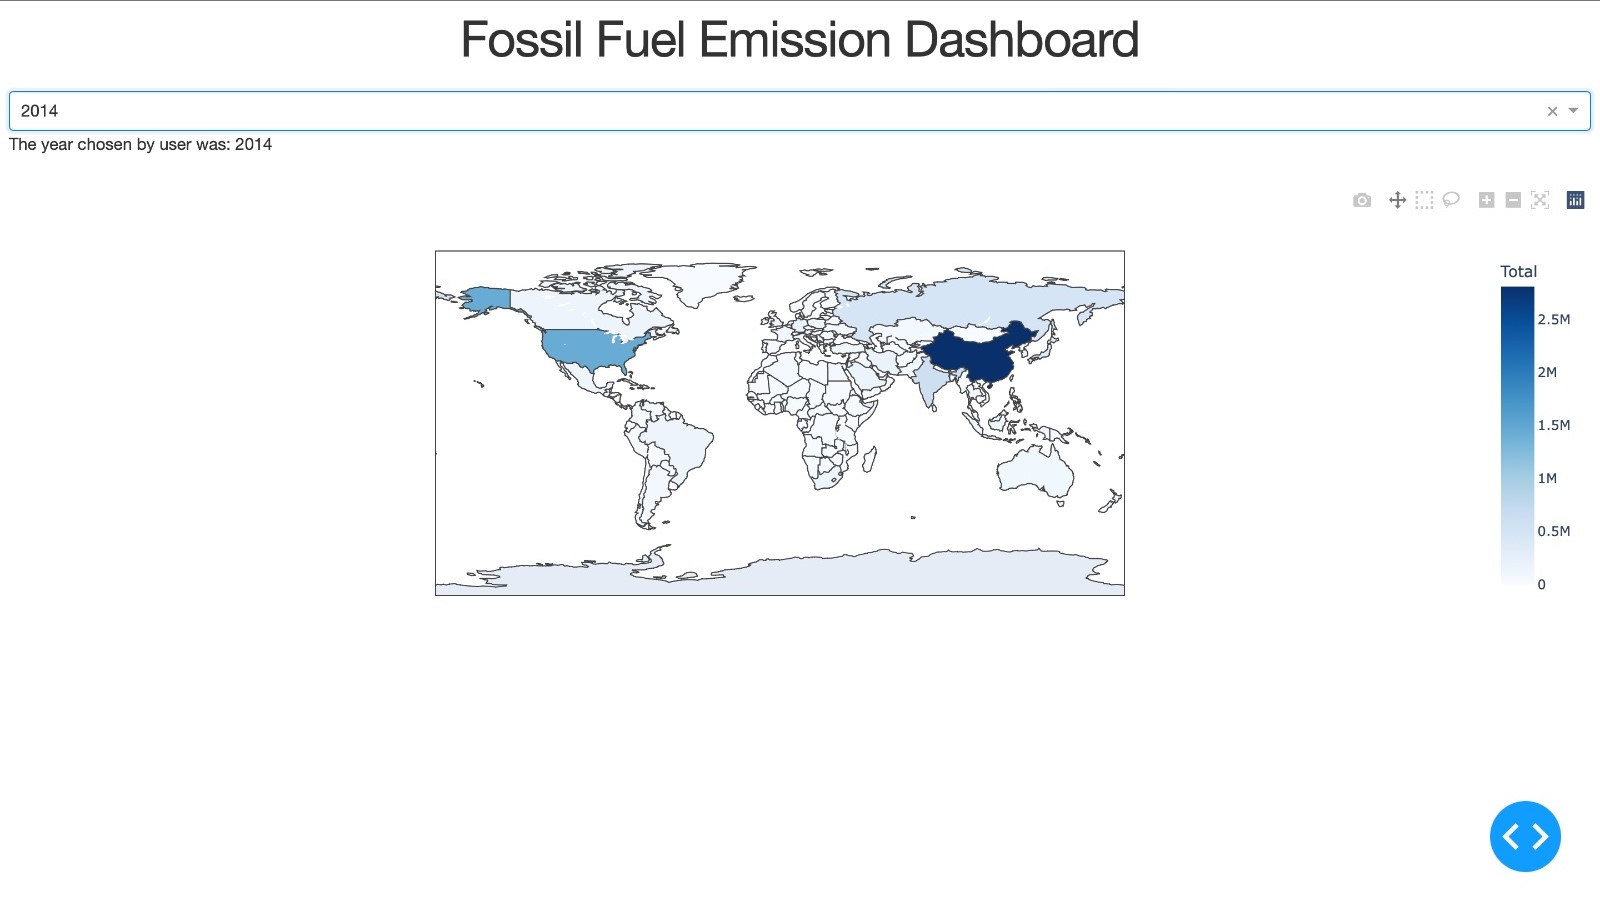 Fossil Fuel Emission Dashboard
2014
The year chosen by user was: 2014
Total
2.5M
2M
1.5M
1M
0.5M
0